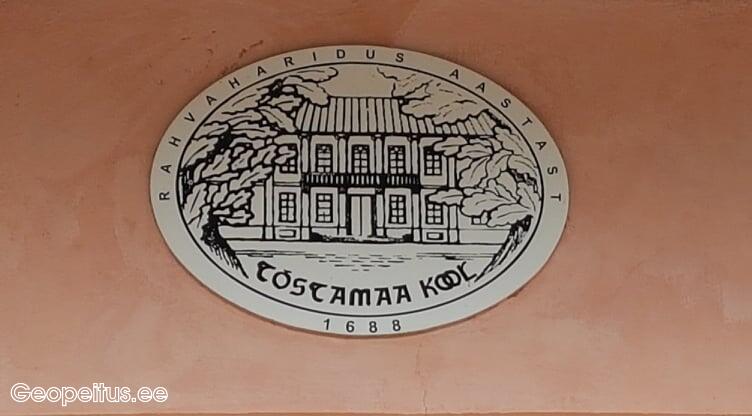 RAHVAHARIDUS AASTAST
TÕSTAMAA KOOL
1688
Geopeitus.ee